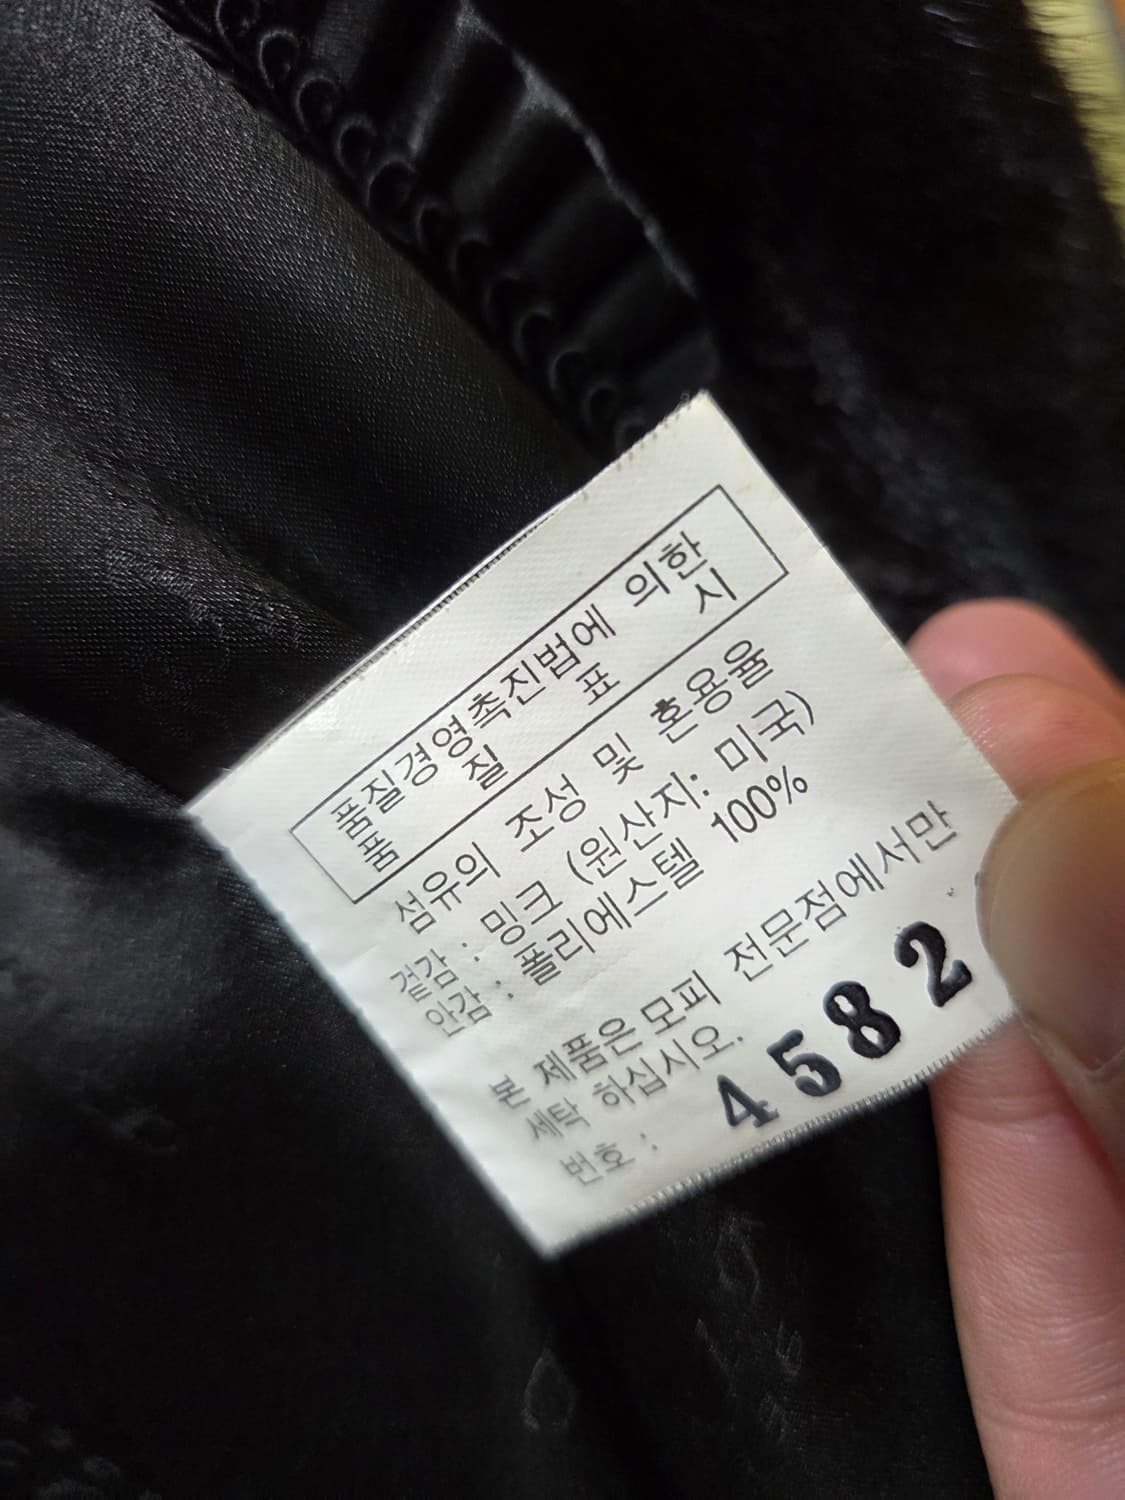 품질경영촉진법에 의한
품 질 표 시
섬유의 조성 및 혼용율
겉감 : 밍크 (원산지: 미국)
안감 : 폴리에스텔 100%
본 제품은 모피 전문점에서만
세탁 하십시오.
번호 : 4582